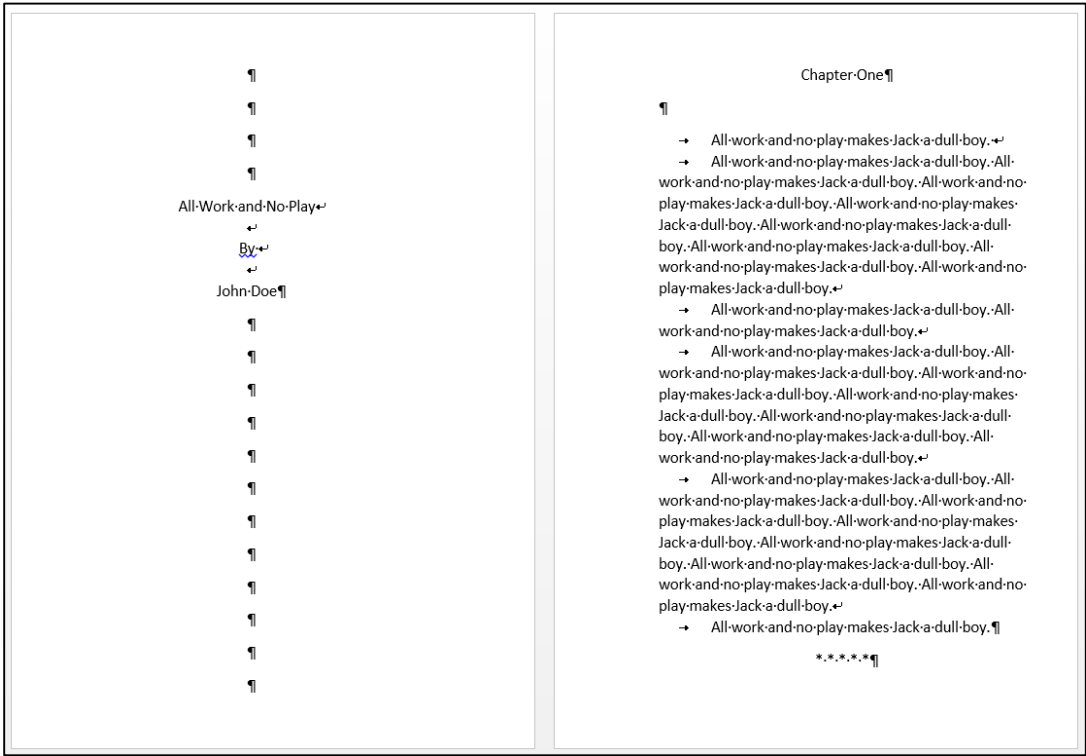 All Work and No Play
By
John Doe
Chapter One
All work and no play makes Jack a dull boy.
All work and no play makes Jack a dull boy. All
work and no play makes Jack a dull boy. All work and no
play makes Jack a dull boy. All work and no play makes
Jack a dull boy. All work and no play makes Jack a dull
boy. All work and no play makes Jack a dull boy. All
work and no play makes Jack a dull boy. All work and no
play makes Jack a dull boy.
All work and no play makes Jack a dull boy. All
work and no play makes Jack a dull boy.
All work and no play makes Jack a dull boy. All
work and no play makes Jack a dull boy. All work and no
play makes Jack a dull boy. All work and no play makes
Jack a dull boy. All work and no play makes Jack a dull
boy. All work and no play makes Jack a dull boy. All
work and no play makes Jack a dull boy.
All work and no play makes Jack a dull boy. All
work and no play makes Jack a dull boy. All work and no
play makes Jack a dull boy. All work and no play makes
Jack a dull boy. All work and no play makes Jack a dull
boy. All work and no play makes Jack a dull boy. All
work and no play makes Jack a dull boy. All work and no
play makes Jack a dull boy.
All work and no play makes Jack a dull boy.
* * * * *